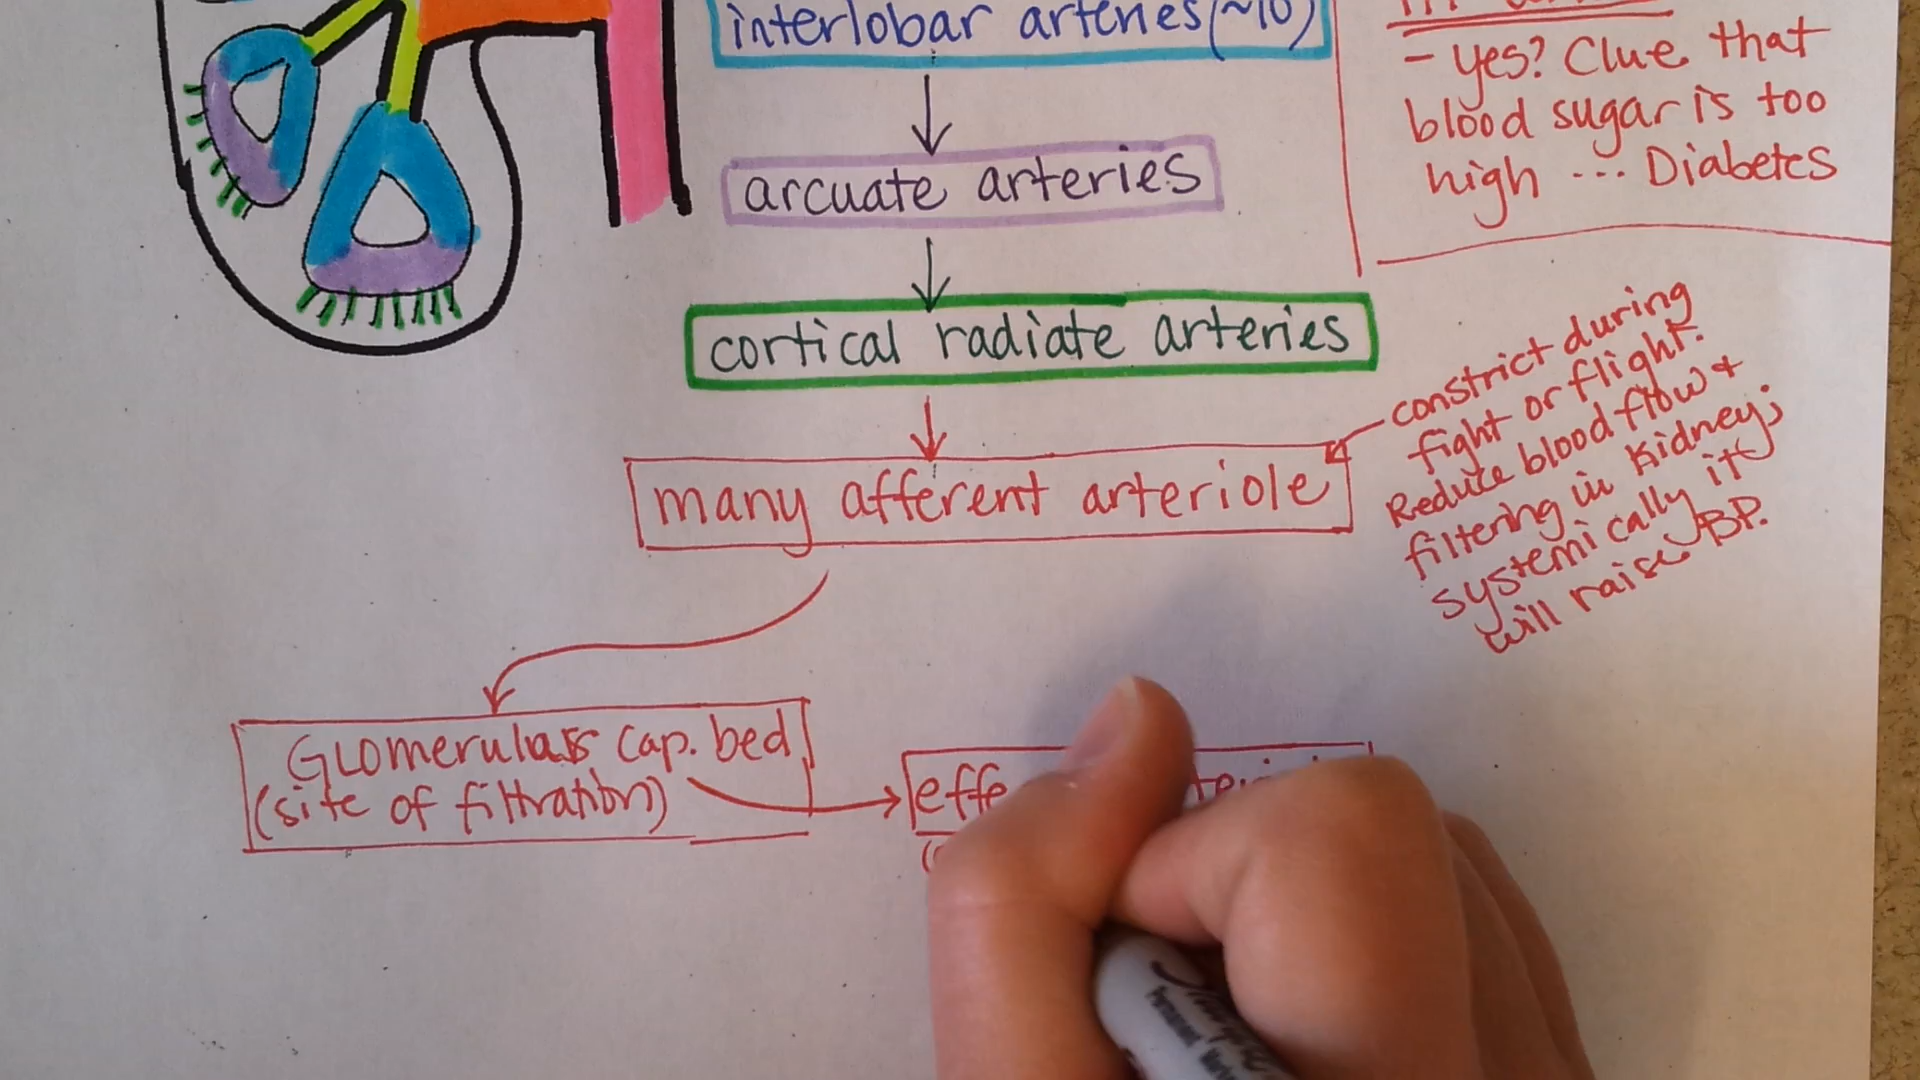 interlobar arteries (~10)
arcuate arteries
cortical radiate arteries
many afferent arteriole
Glomerular cap. bed
(site of filtration)
effe
- yes? Clue that
blood sugar is too
high ... Diabetes
constrict during
fight or flight.
Reduce blood flow +
filtering in kidney;
systemically it
will raise BP.